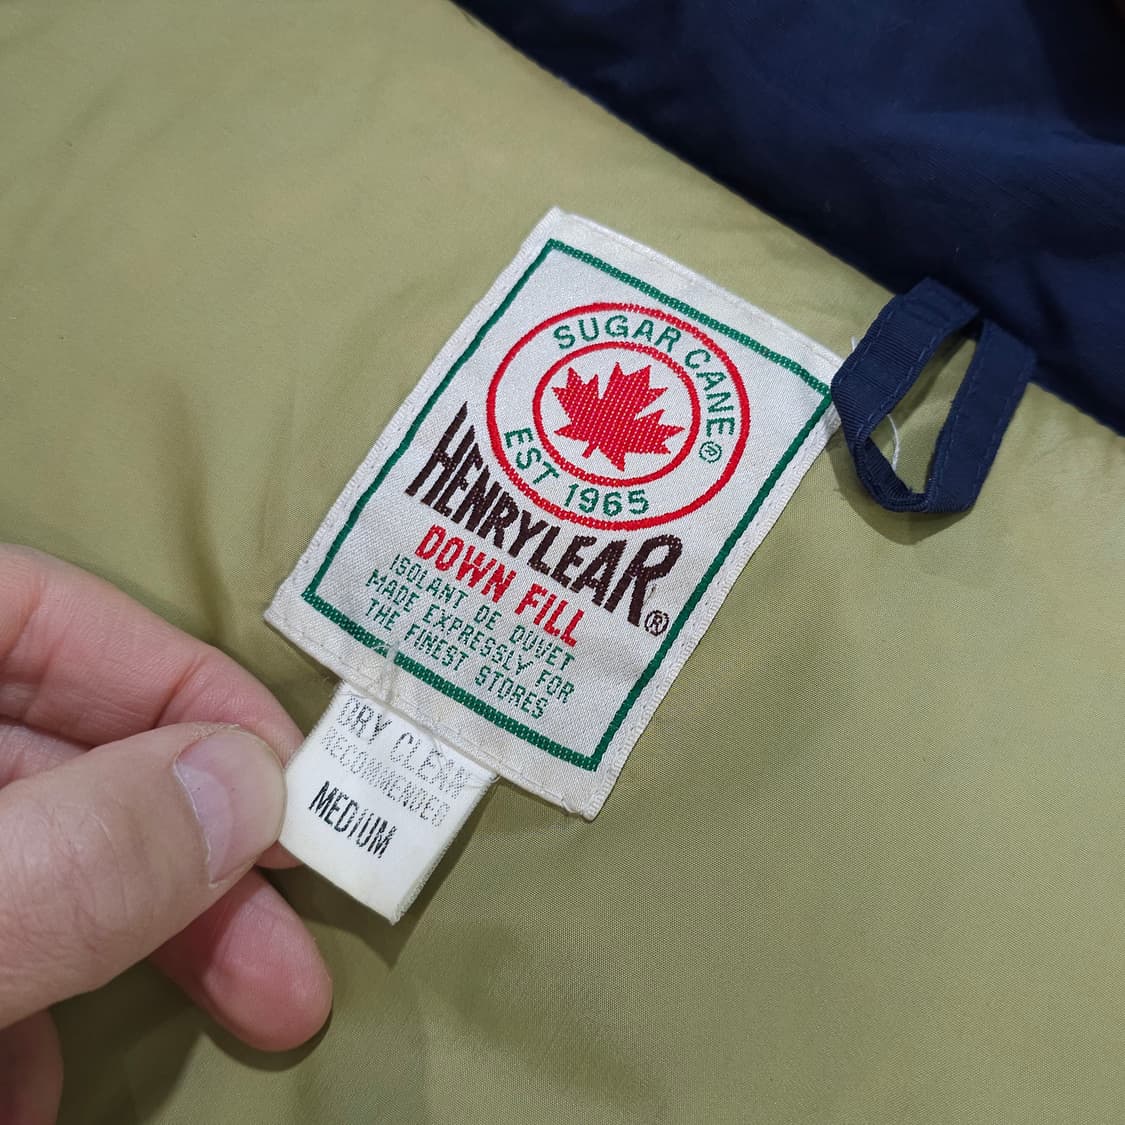 SUGAR CANE®
EST 1965
HENRYLEAR®
DOWN FILL
ISOLANT DE DUVET
MADE EXPRESSLY FOR
THE FINEST STORES
DRY CLEAN
RECOMMENDED
MEDIUM